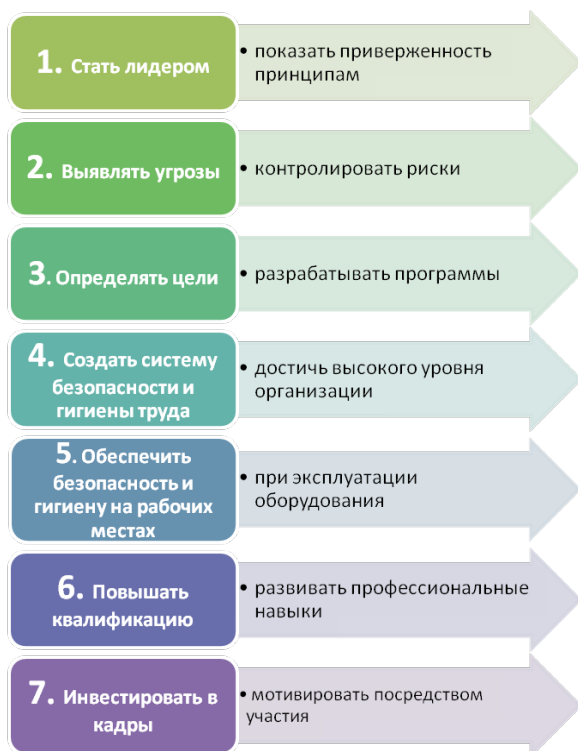 1. Стать лидером
• показать приверженность
принципам
2. Выявлять угрозы
• контролировать риски
3. Определять цели
• разрабатывать программы
4. Создать систему
безопасности и
гигиены труда
• достичь высокого уровня
организации
5. Обеспечить
безопасность и
гигиену на рабочих
местах
• при эксплуатации
оборудования
6. Повышать
квалификацию
• развивать профессиональные
навыки
7. Инвестировать в
кадры
• мотивировать посредством
участия